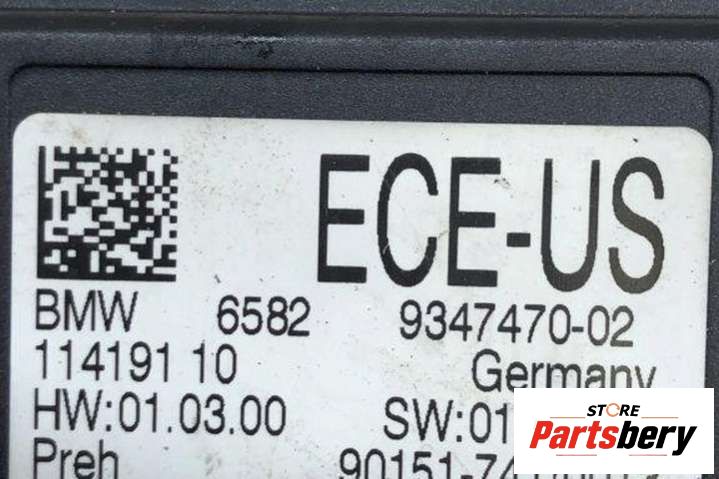 ECE-US
BMW 6582 9347470-02
114191 10 Germany
HW:01.03.00 SW:01
Preh
STORE
Partsbery